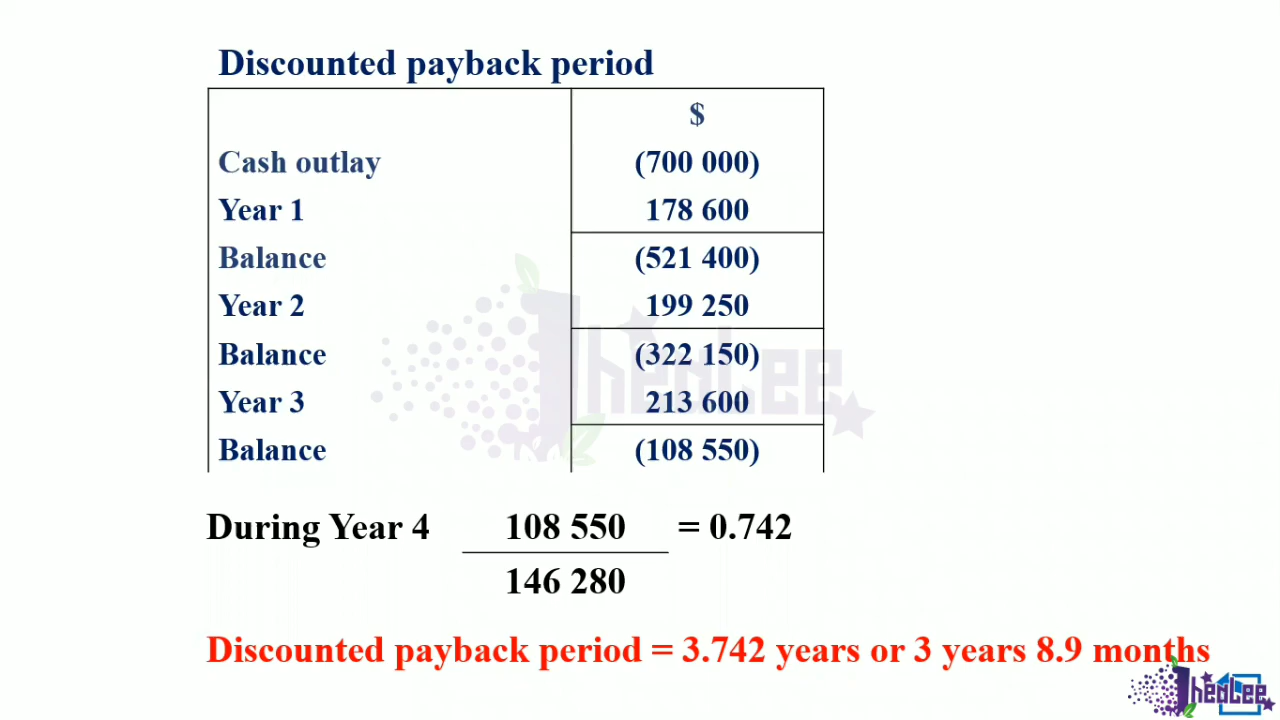 Discounted payback period
$
Cash outlay (700 000)
Year 1 178 600
Balance (521 400)
Year 2 199 250
Balance (322 150)
Year 3 213 600
Balance (108 550)
During Year 4 108 550 = 0.742
146 280
Discounted payback period = 3.742 years or 3 years 8.9 months
JhedLee
JhedLee